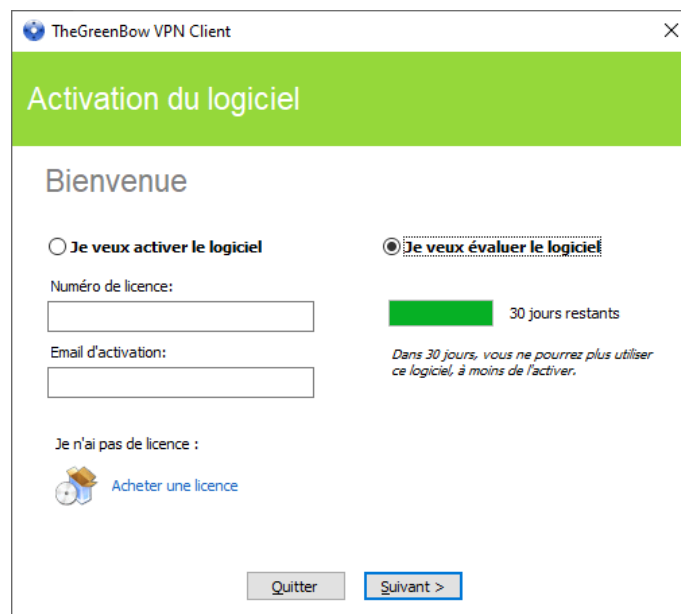 TheGreenBow VPN Client
Activation du logiciel
Bienvenue
Je veux activer le logiciel
Je veux évaluer le logiciel
Numéro de licence:
30 jours restants
Email d'activation:
Dans 30 jours, vous ne pourrez plus utiliser
ce logiciel, à moins de l'activer.
Je n'ai pas de licence :
Acheter une licence
Quitter
Suivant >